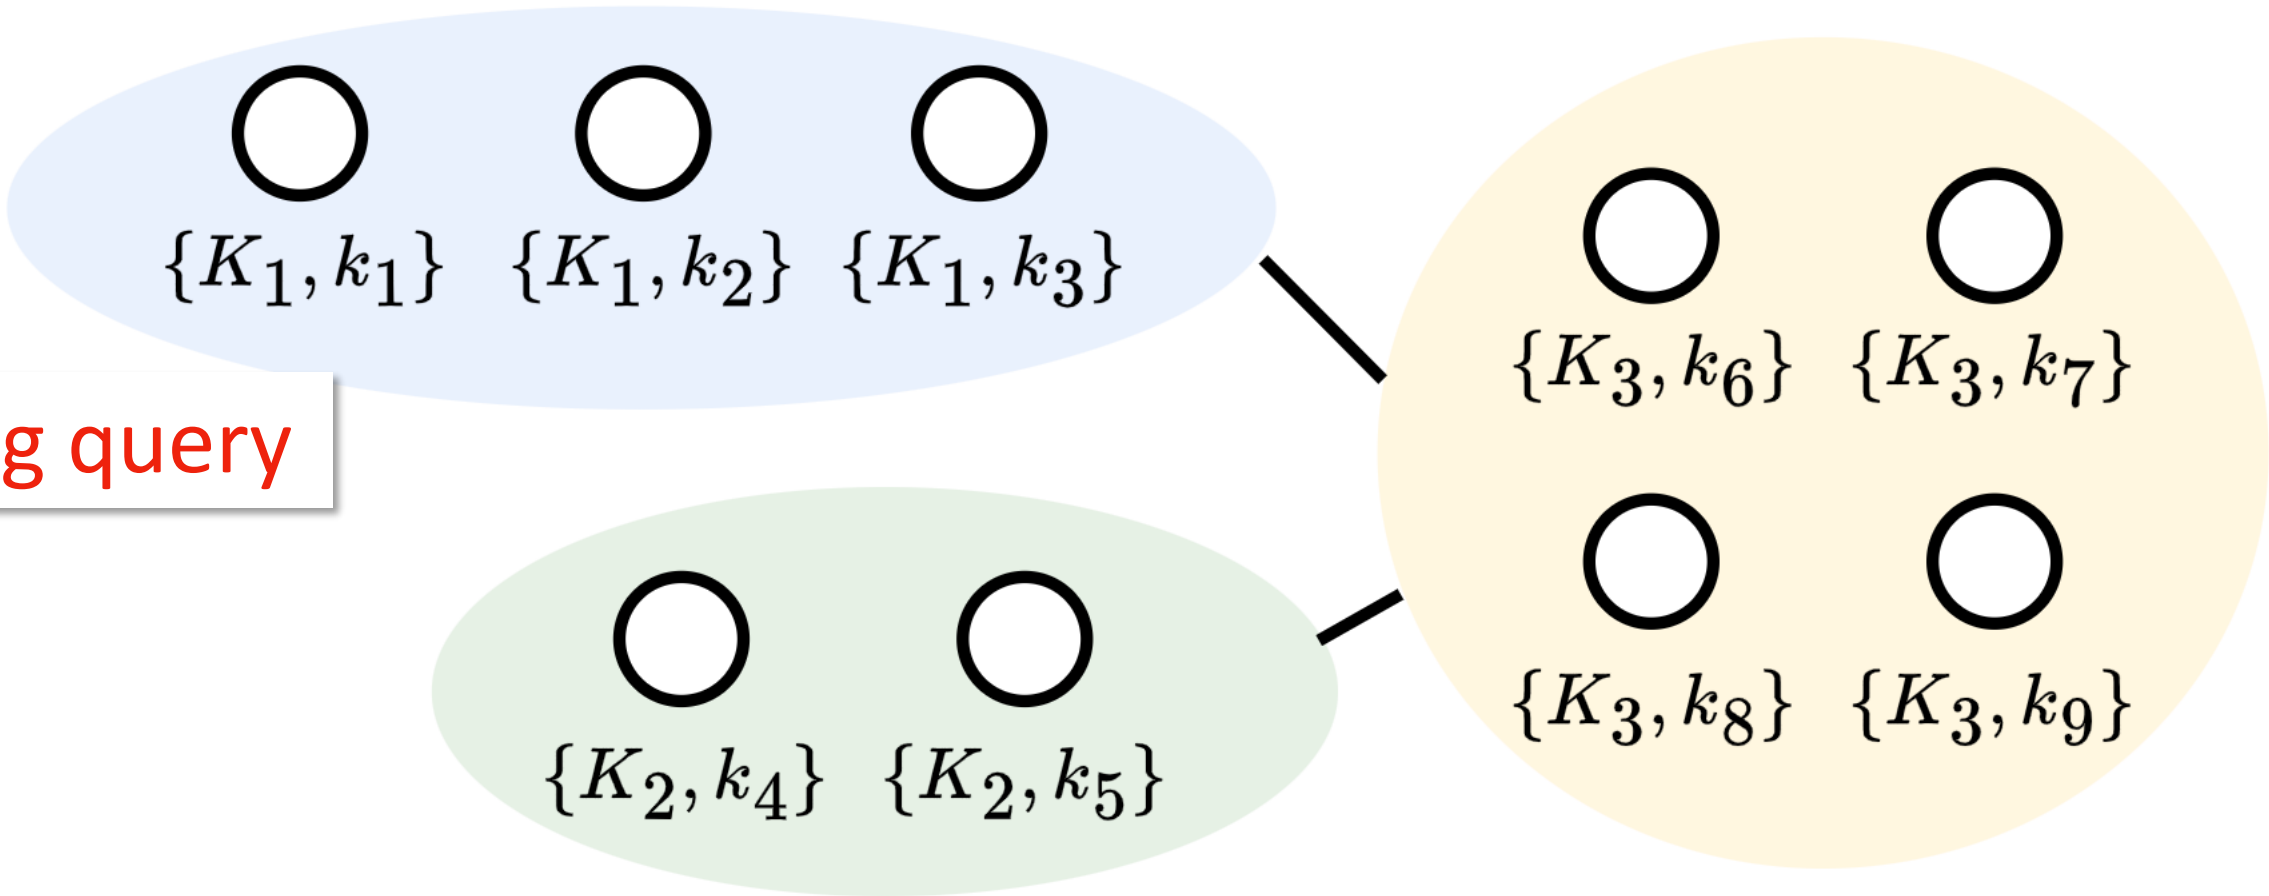 {K₁, k₁} {K₁, k₂} {K₁, k₃}
{K₃, k₆} {K₃, k₇}
g query
{K₃, k₈} {K₃, k₉}
{K₂, k₄} {K₂, k₅}